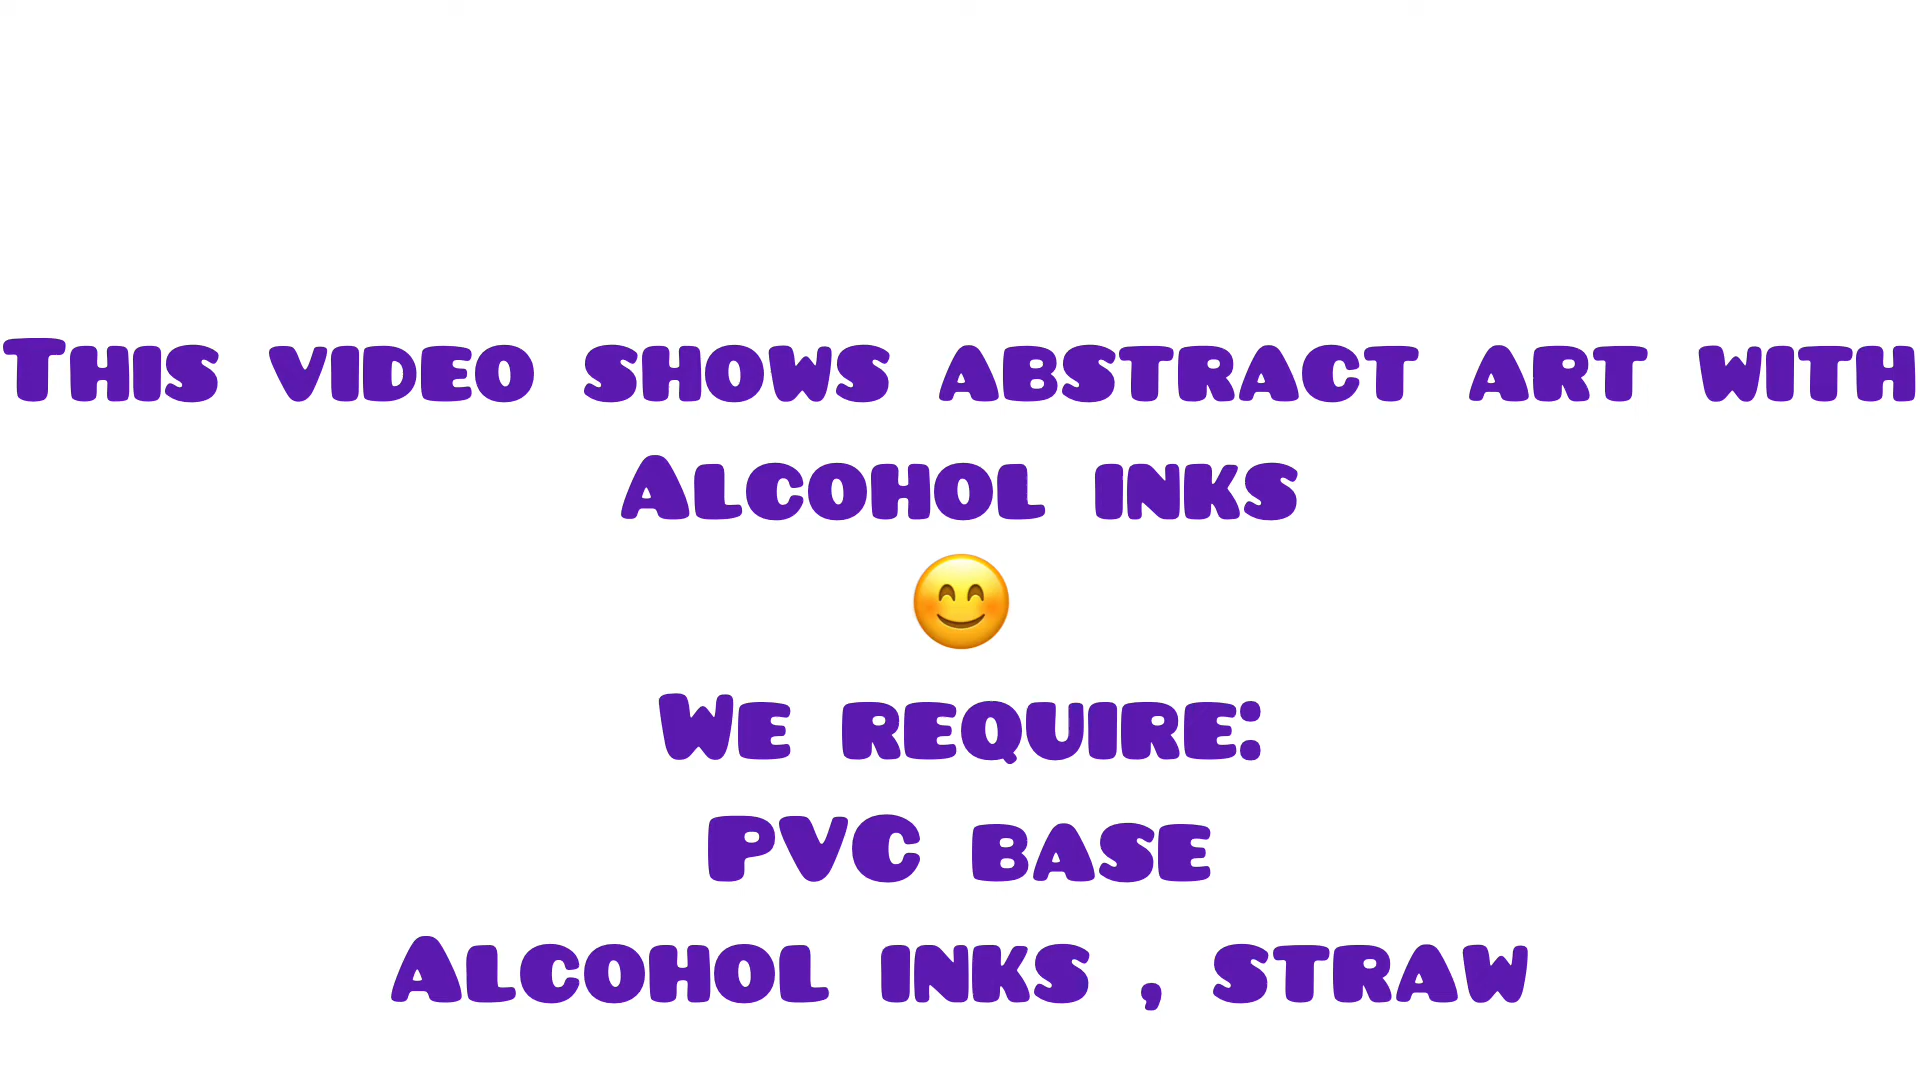 This video shows abstract art with
Alcohol inks
😊
We require:
PVC base
Alcohol inks , straw